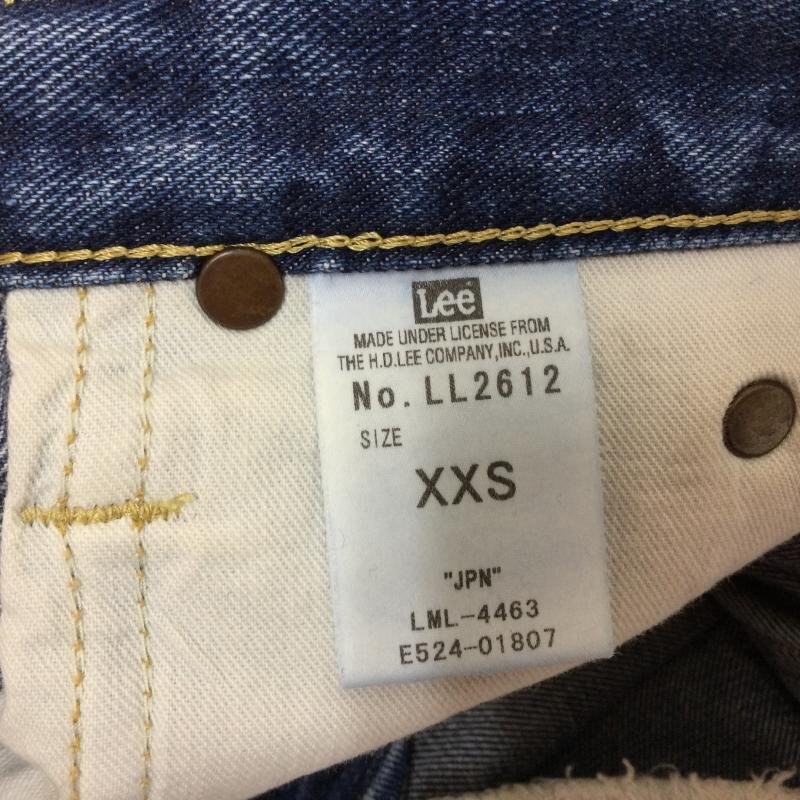 Lee
MADE UNDER LICENSE FROM
THE H.D.LEE COMPANY,INC.,U.S.A.
No. LL2612
SIZE
XXS
"JPN"
LML-4463
E524-01807